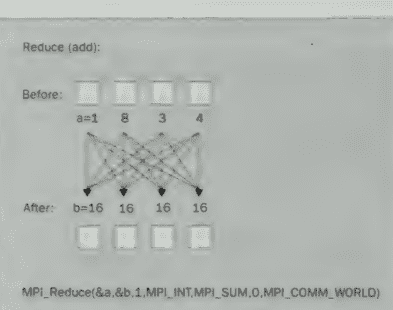 Reduce (add):
Before:
a=1 8 3 4
After: b=16 16 16 16
MPI_Reduce(&a,&b,1,MPI_INT,MPI_SUM,0,MPI_COMM_WORLD)